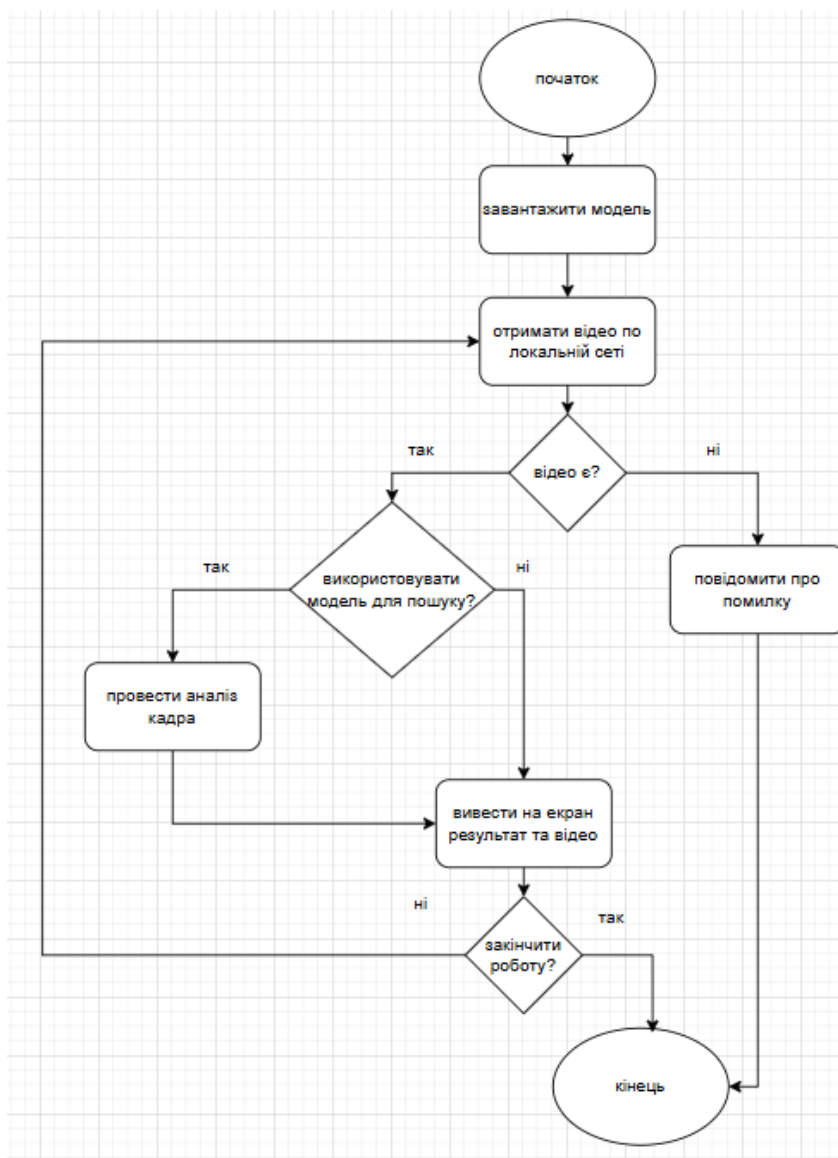 початок
завантажити модель
отримати відео по
локальній сеті
так
ні
відео є?
так
ні
використовувати
модель для пошуку?
повідомити про
помилку
провести аналіз
кадра
вивести на екран
результат та відео
ні
так
закінчити
роботу?
кінець